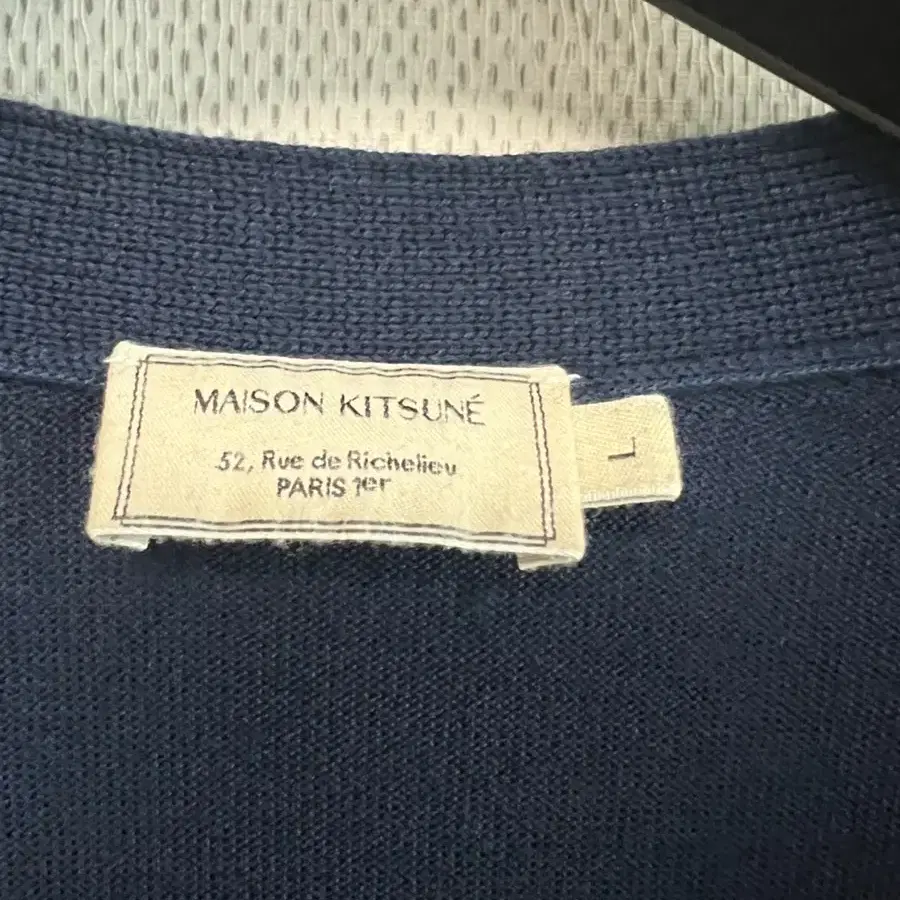 MAISON KITSUNÉ
52, Rue de Richelieu
PARIS 1er
L